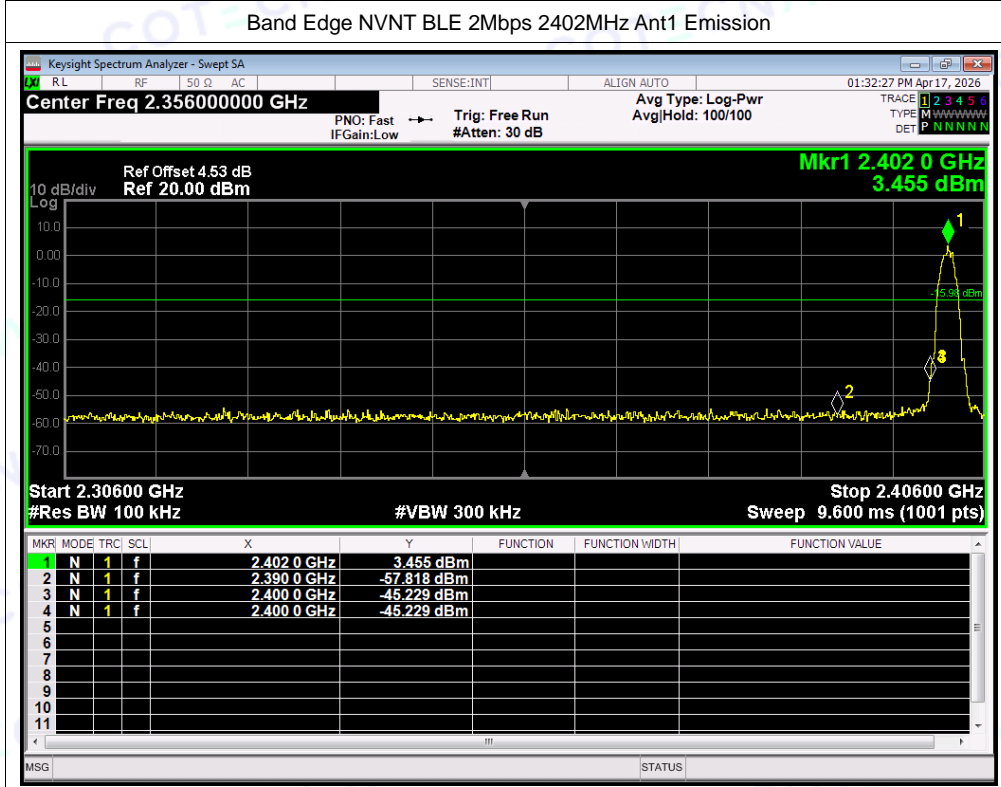 Band Edge NVNT BLE 2Mbps 2402MHz Ant1 Emission
Keysight Spectrum Analyzer - Swept SA
LXI RL RF 50 Ω AC SENSE:INT ALIGN AUTO 01:32:27 PM Apr 17, 2026
Center Freq 2.356000000 GHz
PNO: Fast
IFGain:Low
Trig: Free Run
#Atten: 30 dB
Avg Type: Log-Pwr
Avg|Hold: 100/100
TRACE 1 2 3 4 5 6
TYPE M W W W W W
DET P N N N N N
Mkr1 2.402 0 GHz
3.455 dBm
Ref Offset 4.53 dB
10 dB/div Ref 20.00 dBm
Log
10.0
0.00
-10.0
-20.0
-30.0
-40.0
-50.0
-60.0
-70.0
1
-15.98 dBm
2
Start 2.30600 GHz Stop 2.40600 GHz
#Res BW 100 kHz #VBW 300 kHz Sweep 9.600 ms (1001 pts)
MKR MODE TRC SCL X Y FUNCTION FUNCTION WIDTH FUNCTION VALUE
1 N 1 f 2.402 0 GHz 3.455 dBm
2 N 1 f 2.390 0 GHz -57.818 dBm
3 N 1 f 2.400 0 GHz -45.229 dBm
4 N 1 f 2.400 0 GHz -45.229 dBm
5
6
7
8
9
10
11
MSG STATUS